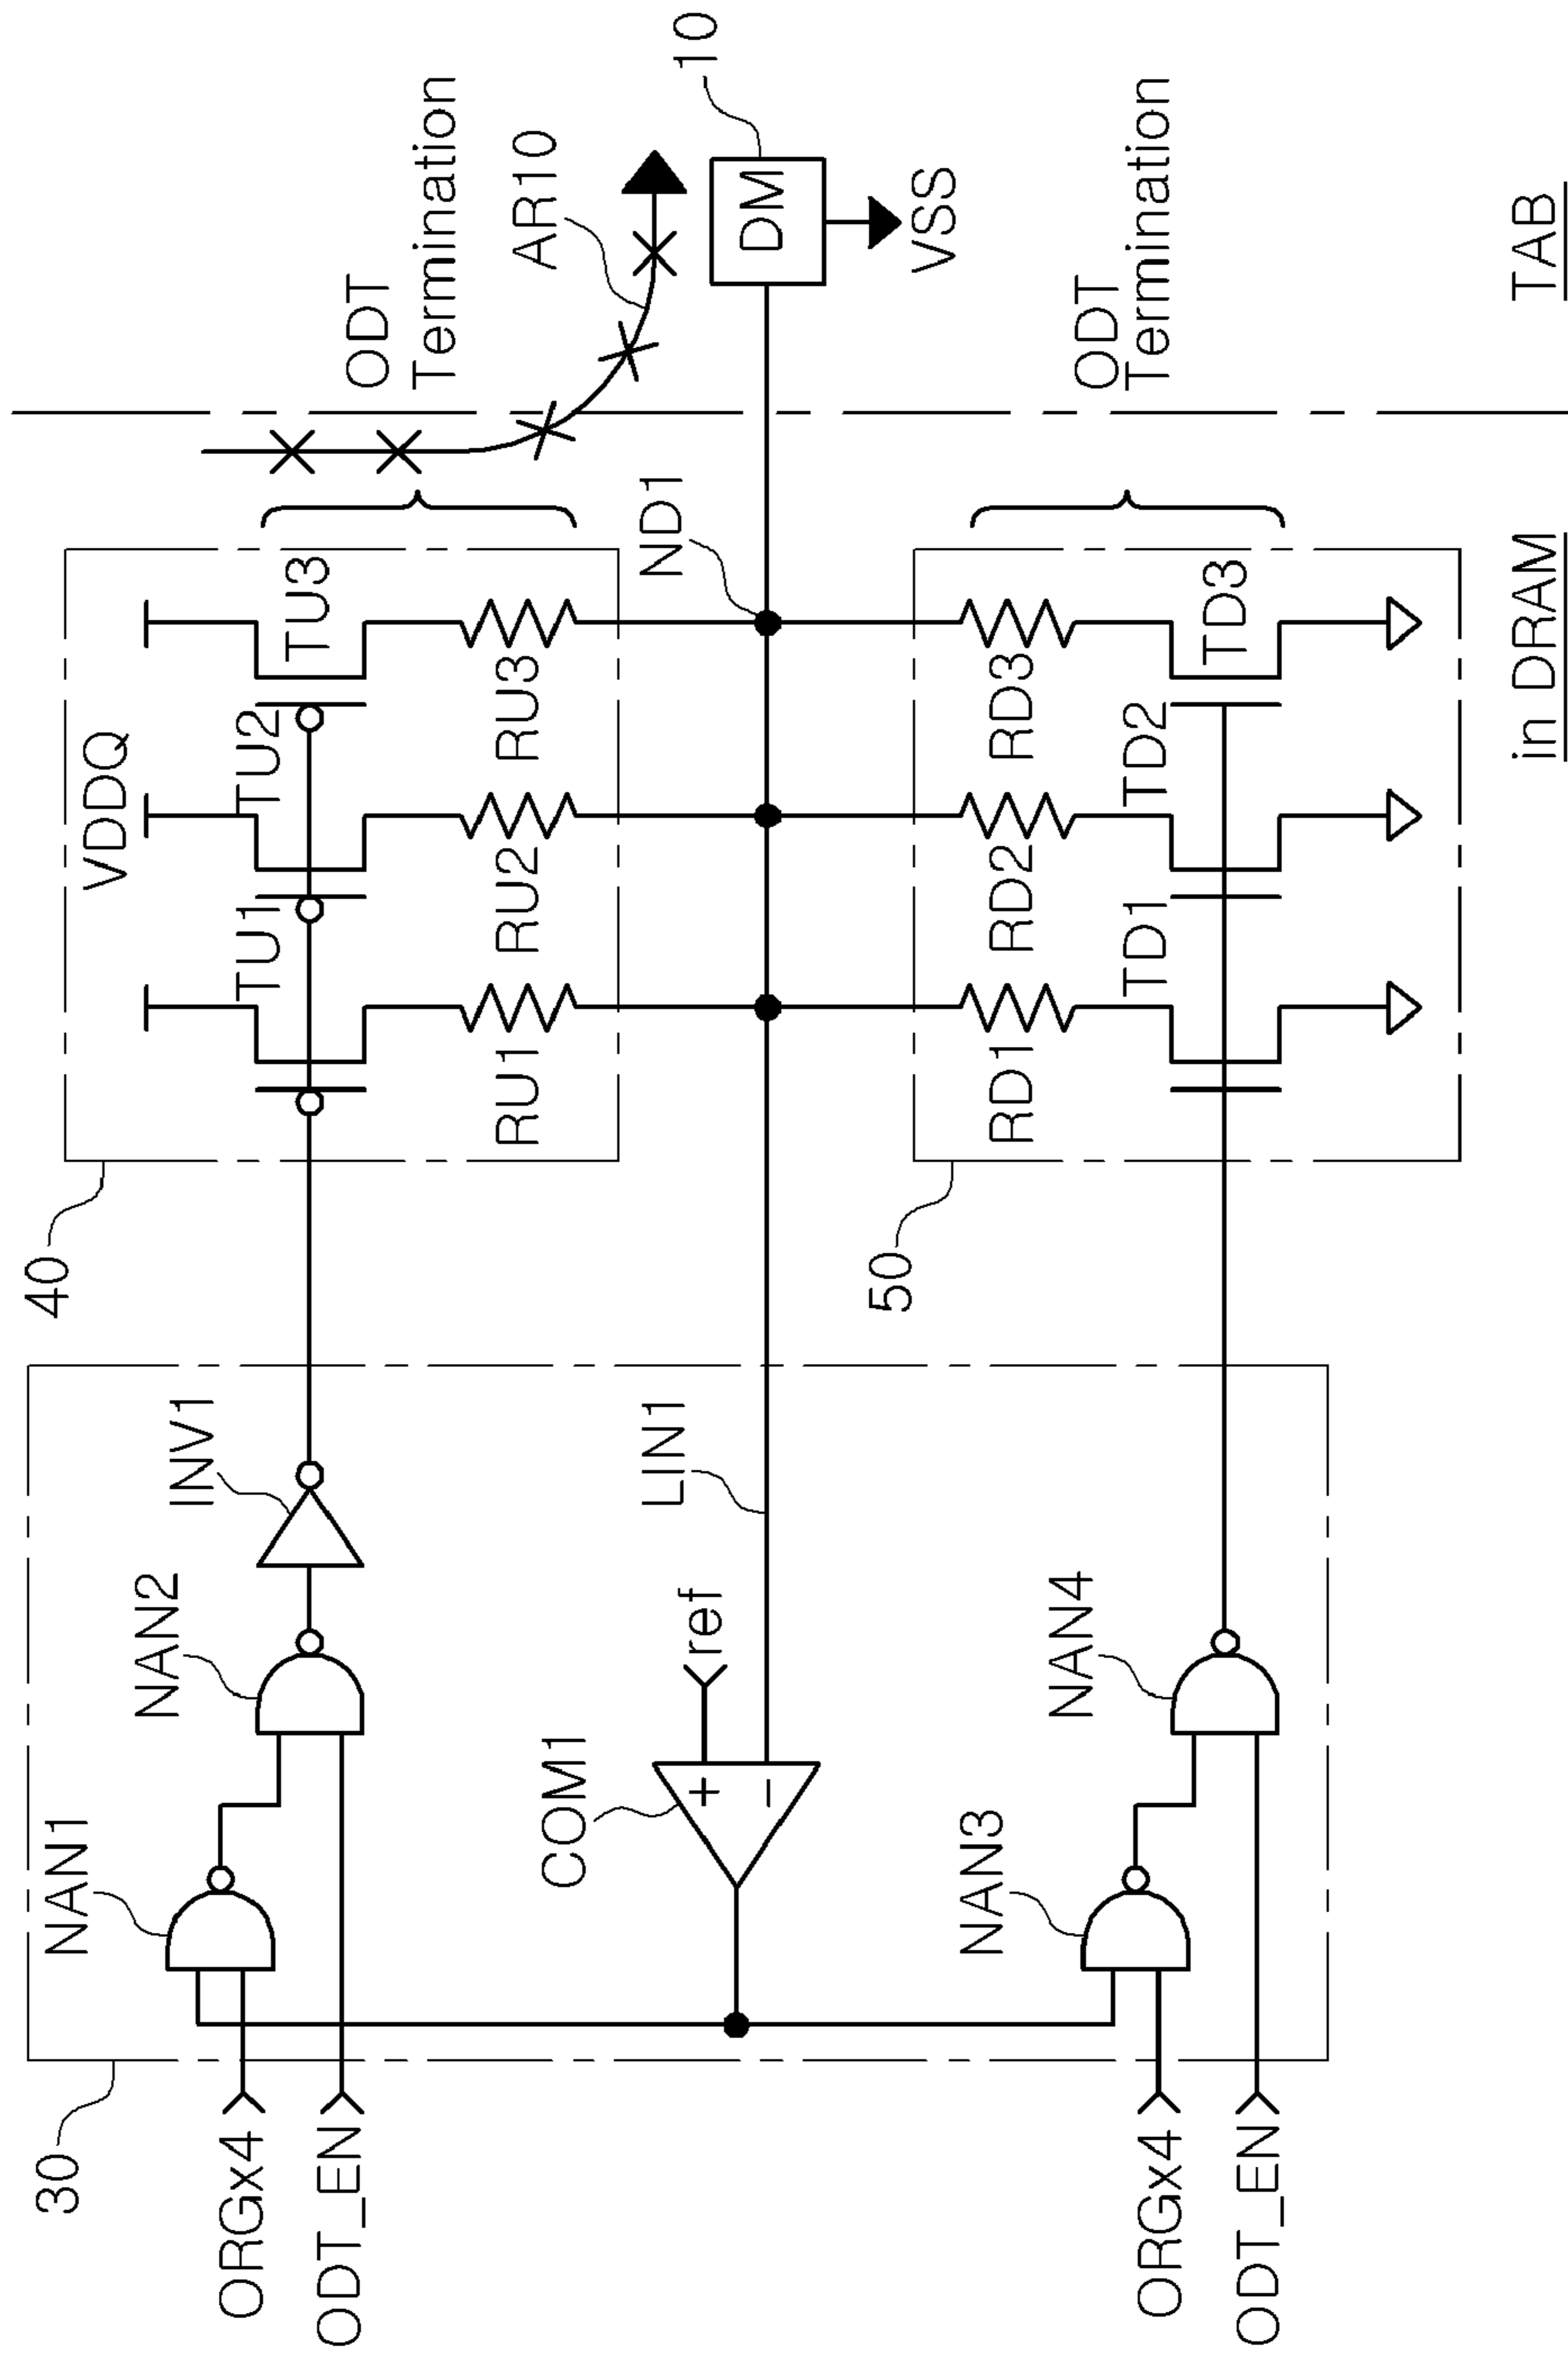 40
VDDQ
TU1
TU2
TU3
RU1
RU2
RU3
ODT
Termination
AR10
10
30
NAN1
NAN2
INV1
ORGx4
ODT_EN
COM1
+
−
ref
LIN1
ND1
DM
VSS
50
NAN3
NAN4
ORGx4
ODT_EN
RD1
RD2
RD3
TD1
TD2
TD3
ODT
Termination
in DRAM
TAB